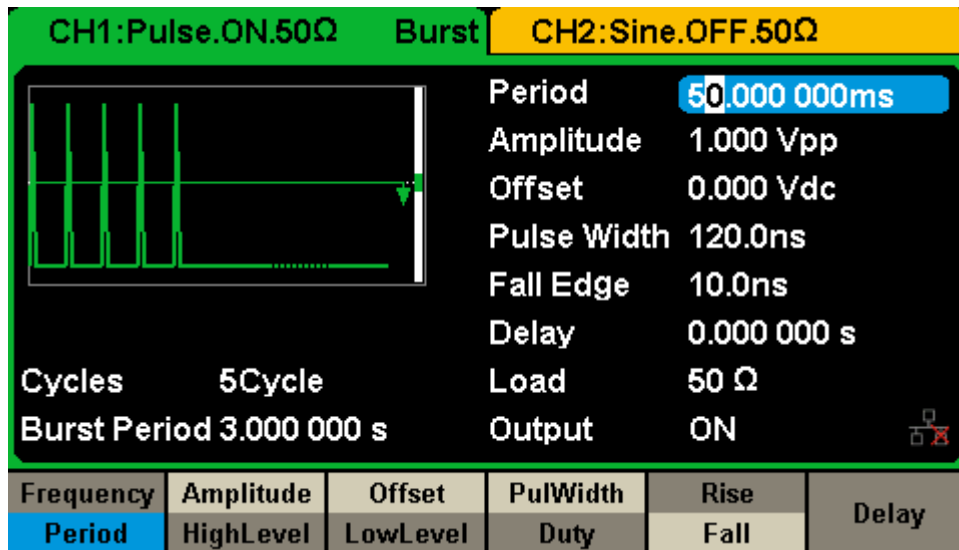 CH1:Pulse.ON.50Ω Burst CH2:Sine.OFF.50Ω
Period 50.000 000ms
Amplitude 1.000 Vpp
Offset 0.000 Vdc
Pulse Width 120.0ns
Fall Edge 10.0ns
Delay 0.000 000 s
Cycles 5Cycle Load 50 Ω
Burst Period 3.000 000 s Output ON
Frequency Amplitude Offset PulWidth Rise Delay
Period HighLevel LowLevel Duty Fall